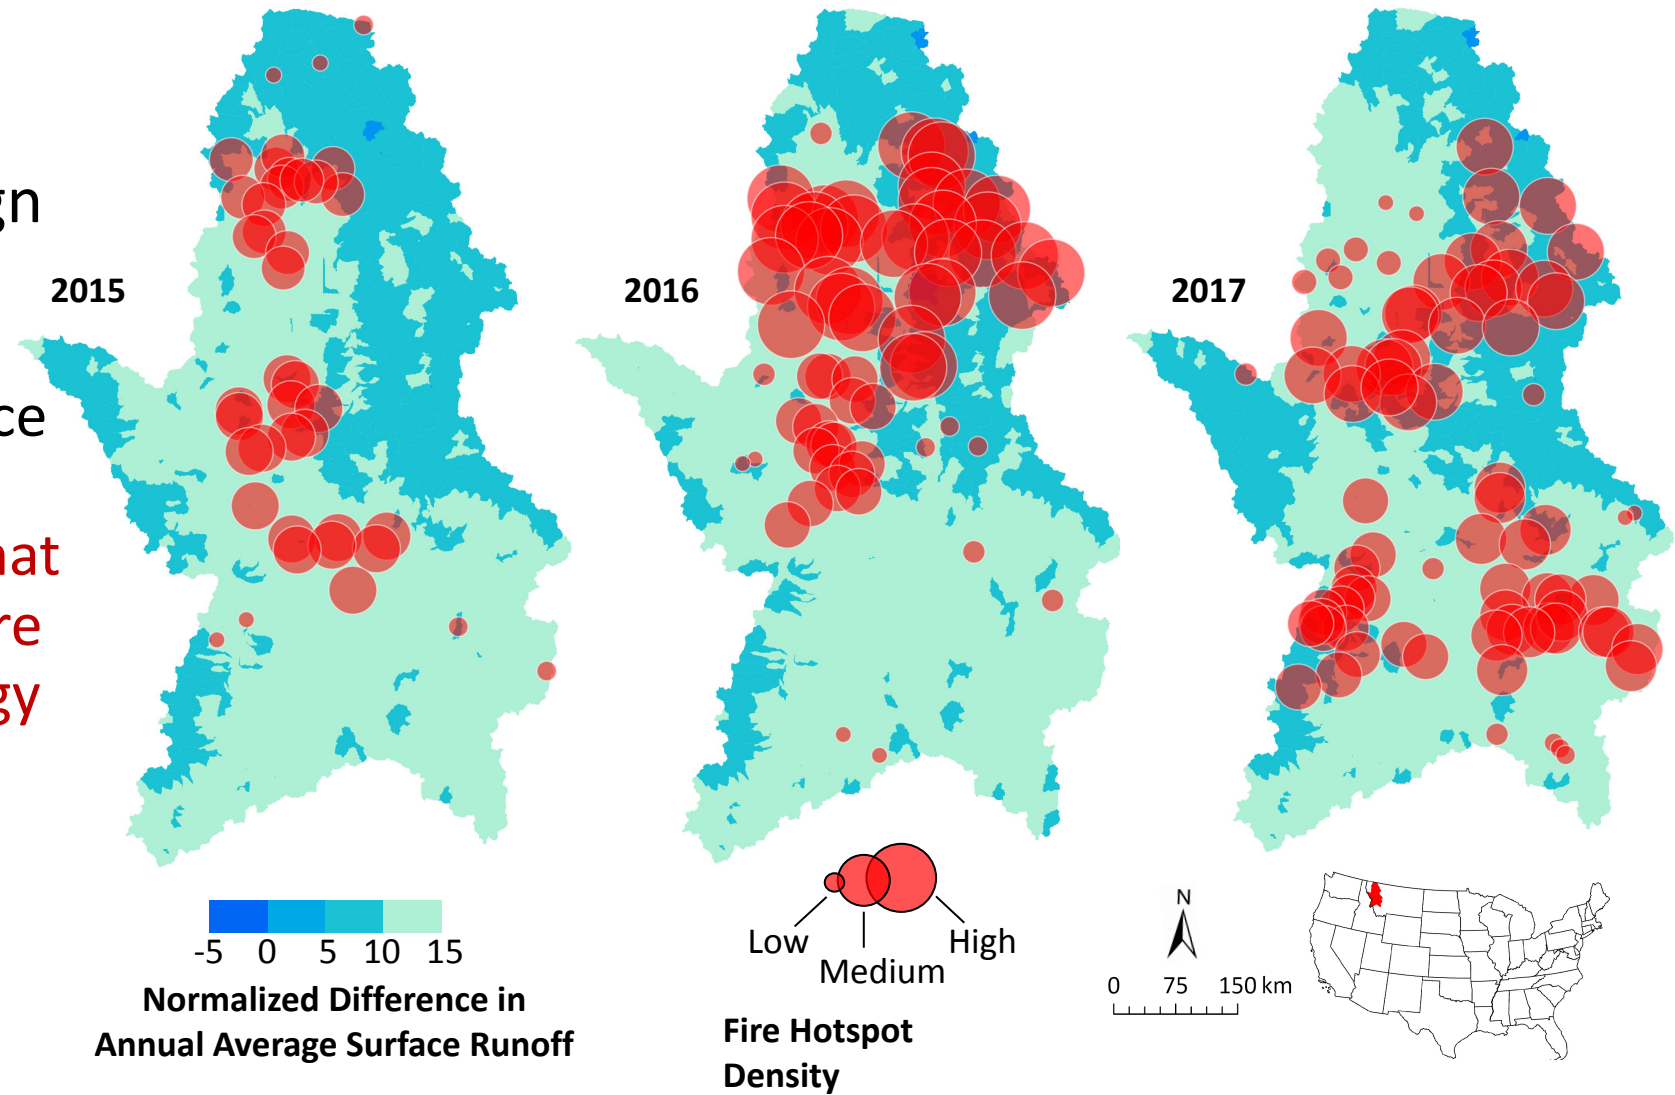 gn
2015
2016
2017
ce
hat
re
gy
-5 0 5 10 15
Normalized Difference in
Annual Average Surface Runoff
Low
Medium
High
Fire Hotspot
Density
N
0 75 150 km